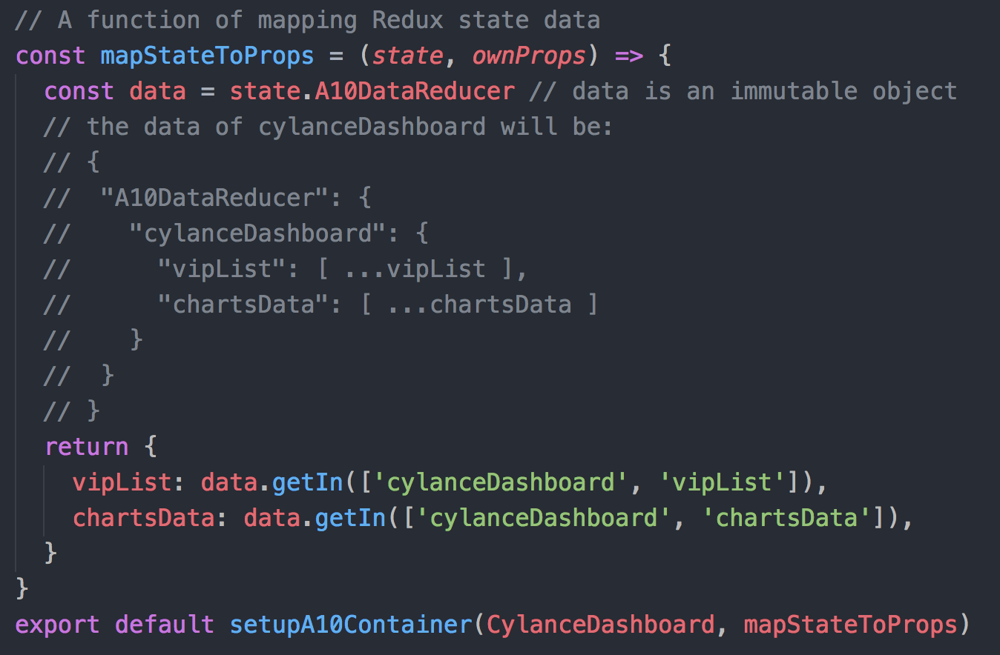 // A function of mapping Redux state data
const mapStateToProps = (state, ownProps) => {
  const data = state.A10DataReducer // data is an immutable object
  // the data of cylanceDashboard will be:
  // {
  //  "A10DataReducer": {
  //    "cylanceDashboard": {
  //      "vipList": [ ...vipList ],
  //      "chartsData": [ ...chartsData ]
  //    }
  //  }
  // }
  return {
    vipList: data.getIn(['cylanceDashboard', 'vipList']),
    chartsData: data.getIn(['cylanceDashboard', 'chartsData']),
  }
}
export default setupA10Container(CylanceDashboard, mapStateToProps)